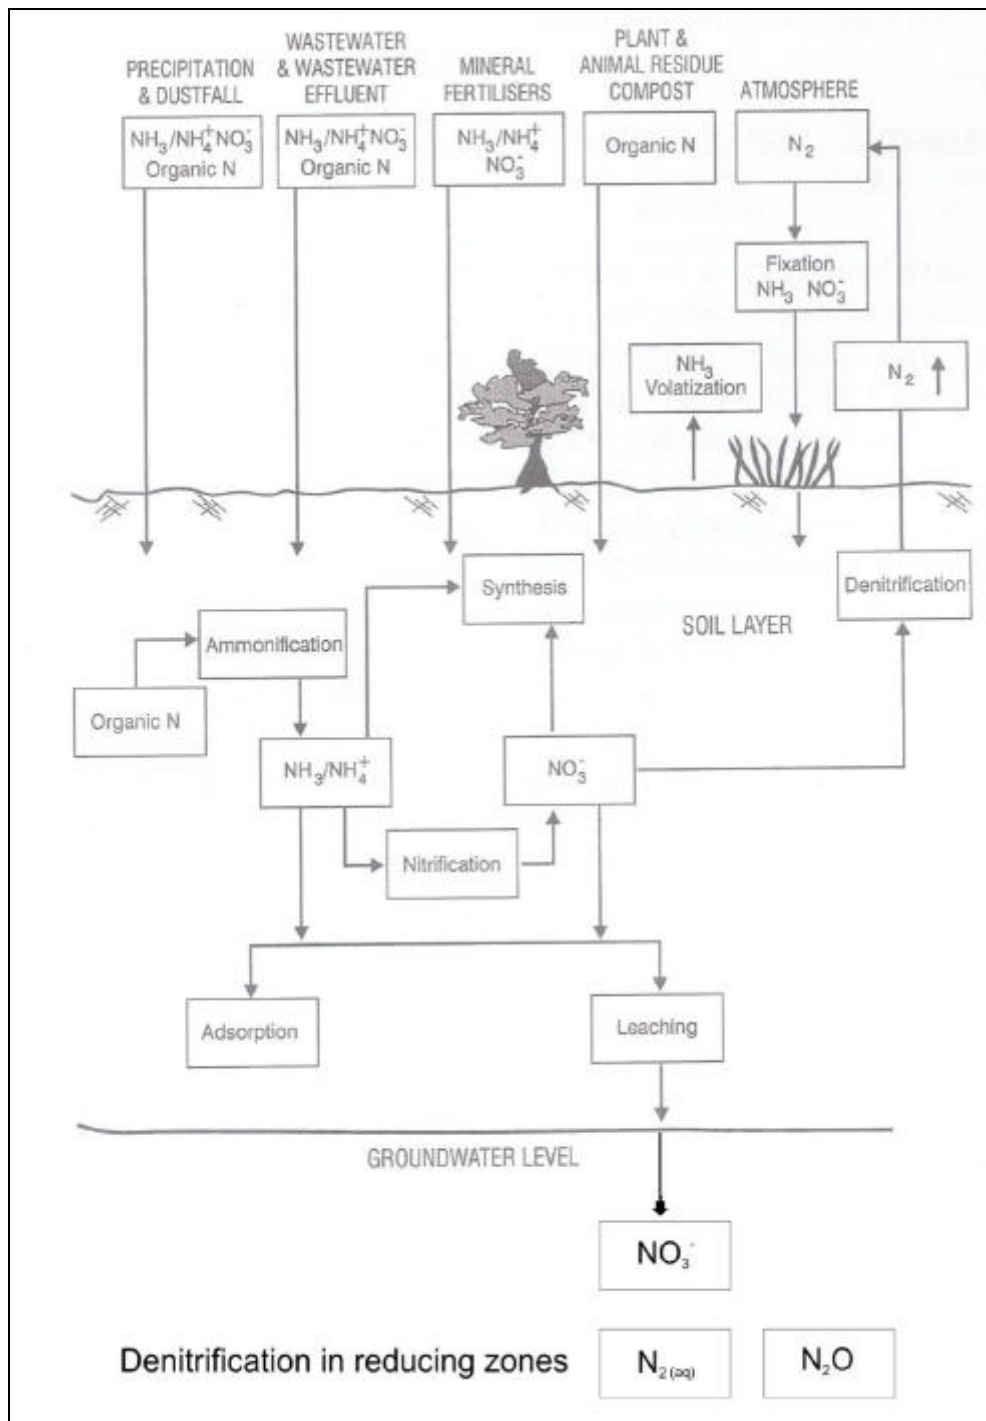 PRECIPITATION
& DUSTFALL
WASTEWATER
& WASTEWATER
EFFLUENT
MINERAL
FERTILISERS
PLANT &
ANIMAL RESIDUE
COMPOST
ATMOSPHERE
NH₃/NH₄⁺NO₃⁻
Organic N
NH₃/NH₄⁺NO₃⁻
Organic N
NH₃/NH₄⁺
NO₃⁻
Organic N
N₂
Fixation
NH₃ NO₃⁻
NH₃
Volatization
N₂
Synthesis
Denitrification
SOIL LAYER
Ammonification
Organic N
NH₃/NH₄⁺
NO₃⁻
Nitrification
Adsorption
Leaching
GROUNDWATER LEVEL
NO₃⁻
Denitrification in reducing zones
N₂ (aq)
N₂O